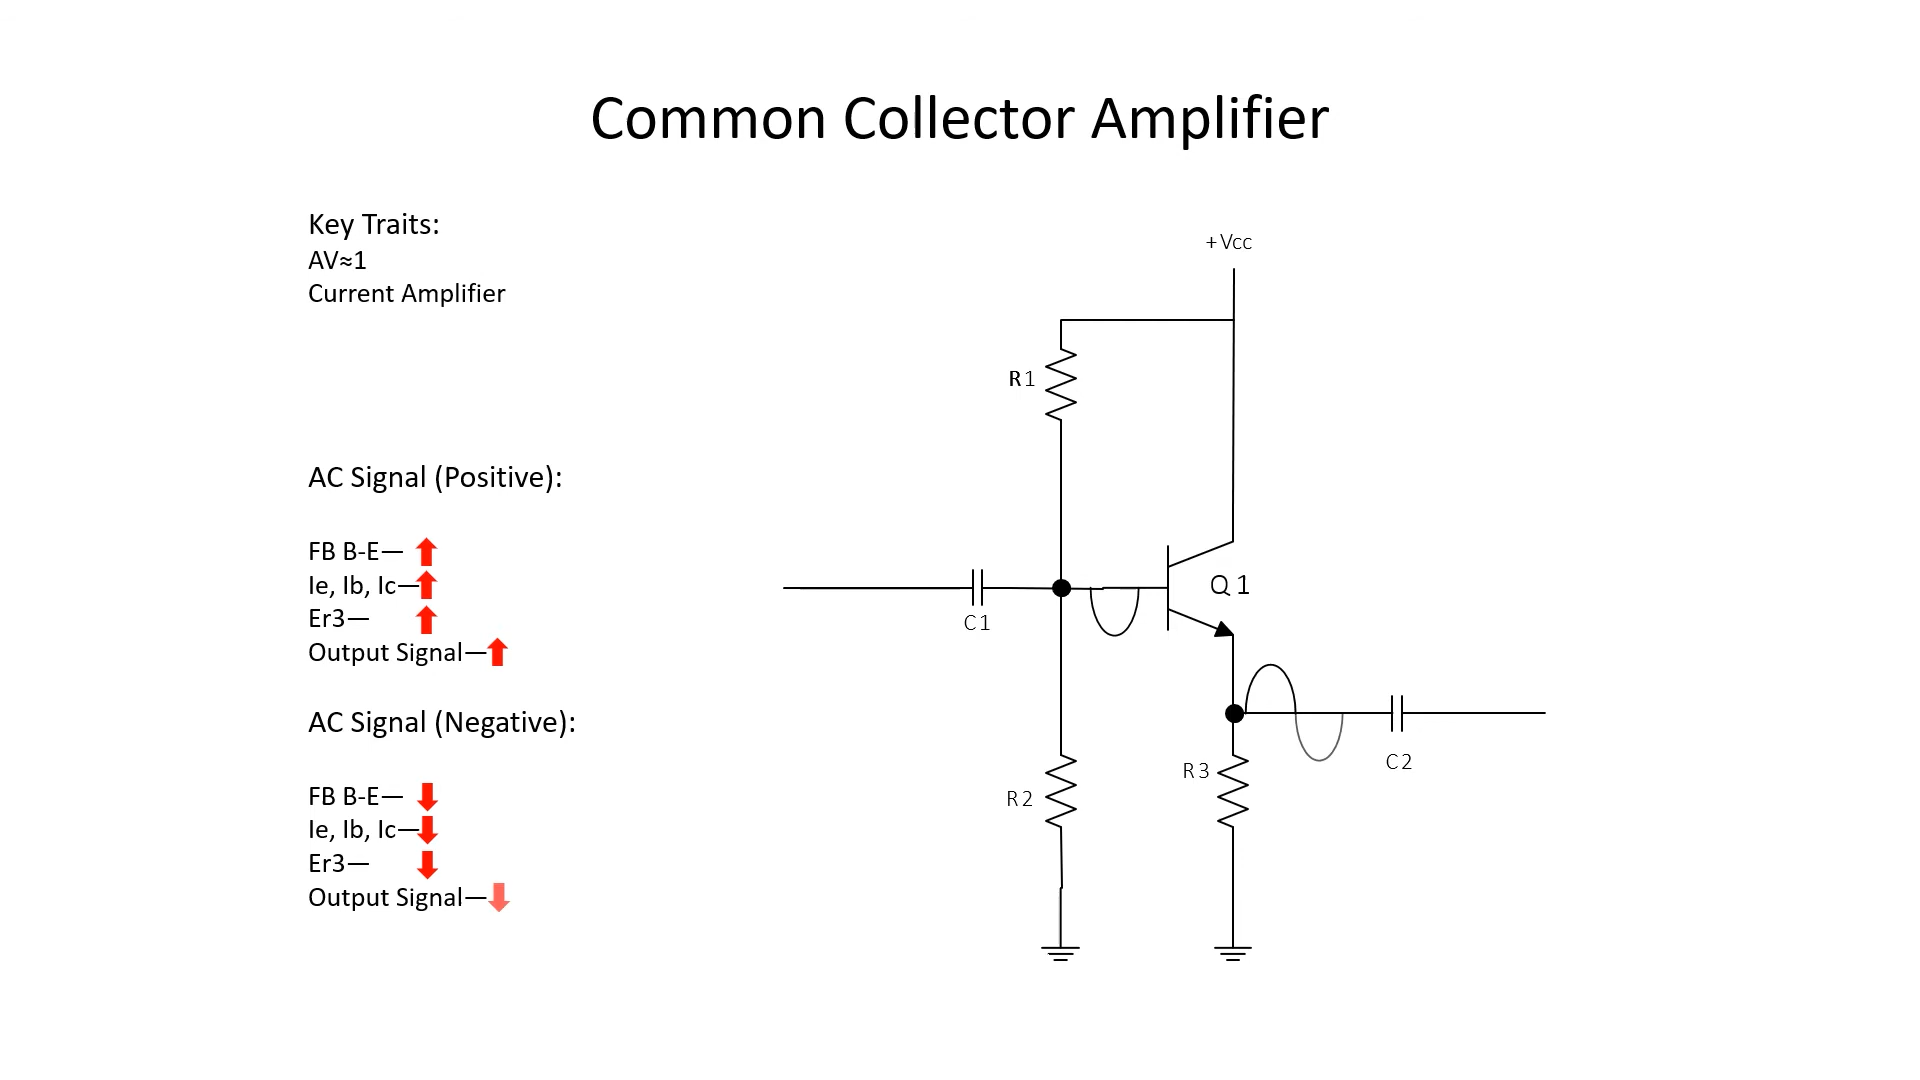 Common Collector Amplifier
Key Traits:
AV≈1
Current Amplifier
+Vcc
R1
AC Signal (Positive):
FB B-E—
Ie, Ib, Ic—
Er3—
Output Signal—
Q1
C1
AC Signal (Negative):
FB B-E—
Ie, Ib, Ic—
Er3—
Output Signal—
R3
C2
R2